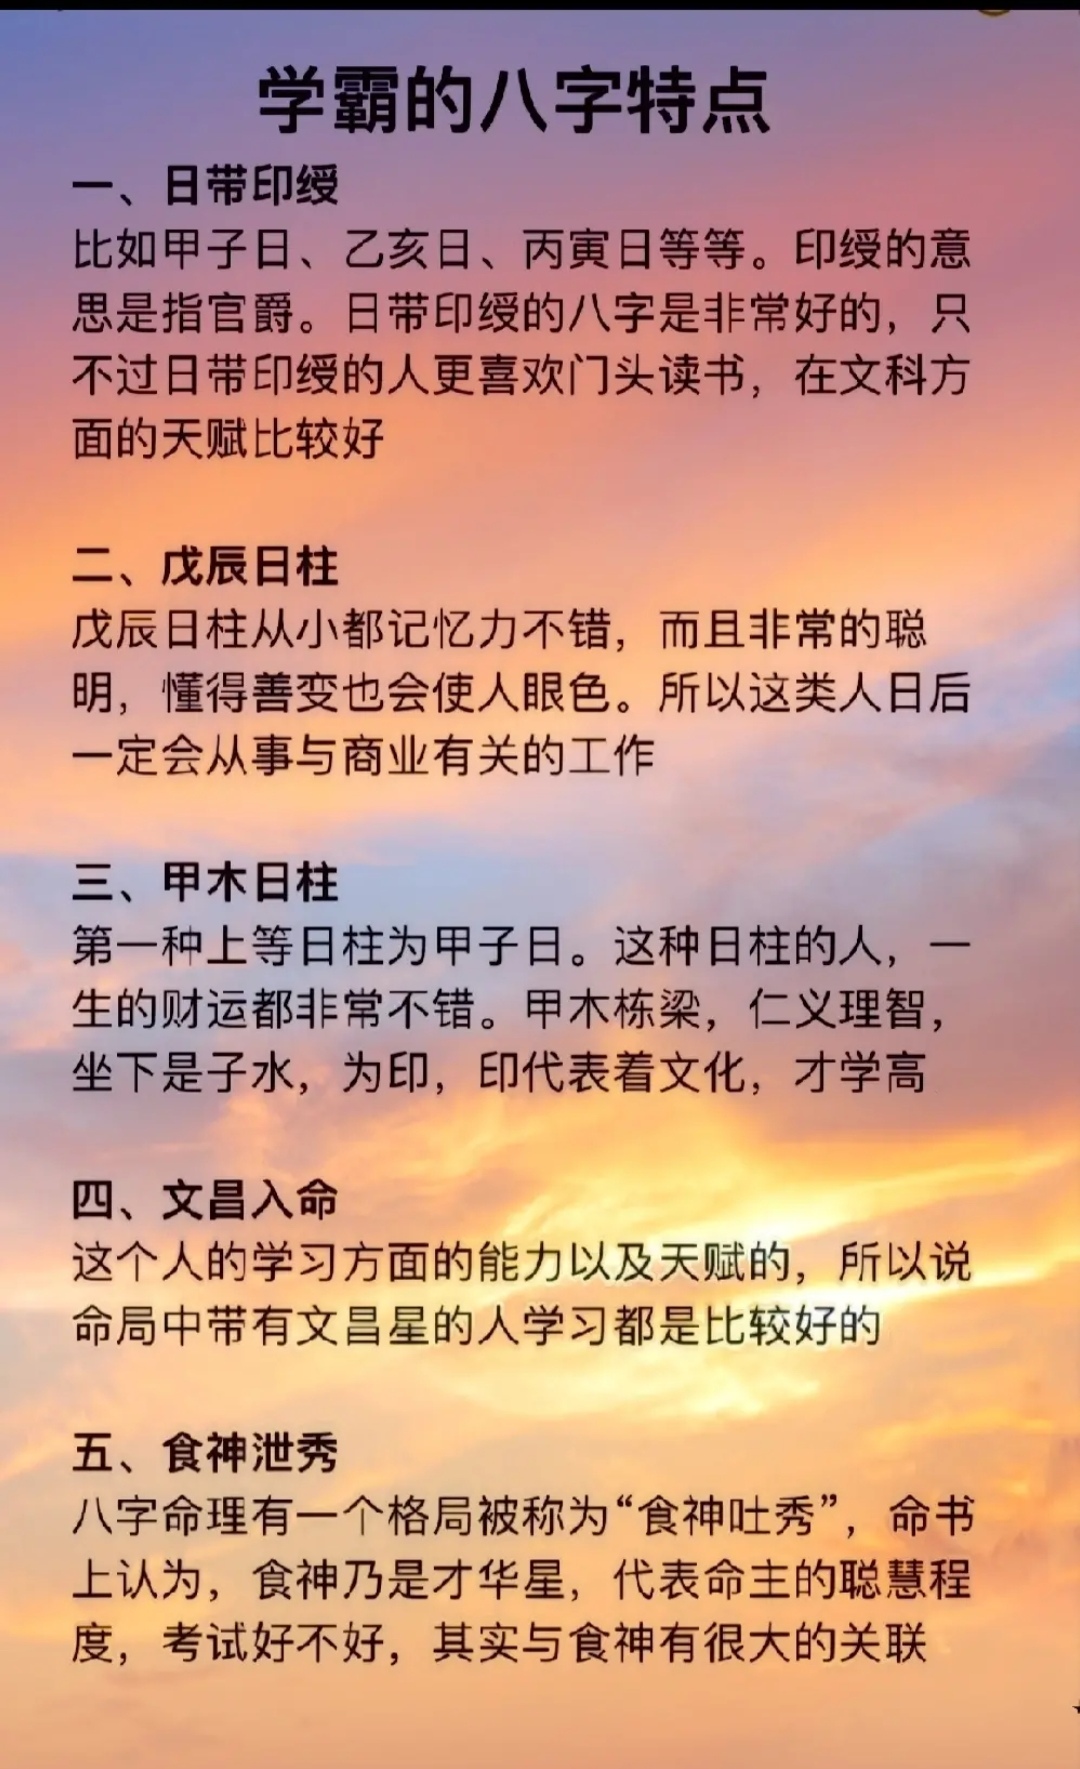 学霸的八字特点
一、日带印绶
比如甲子日、乙亥日、丙寅日等等。印绶的意
思是指官爵。日带印绶的八字是非常好的，只
不过日带印绶的人更喜欢门头读书，在文科方
面的天赋比较好
二、戊辰日柱
戊辰日柱从小都记忆力不错，而且非常的聪
明，懂得善变也会使人眼色。所以这类人日后
一定会从事与商业有关的工作
三、甲木日柱
第一种上等日柱为甲子日。这种日柱的人，一
生的财运都非常不错。甲木栋梁，仁义理智，
坐下是子水，为印，印代表着文化，才学高
四、文昌入命
这个人的学习方面的能力以及天赋的，所以说
命局中带有文昌星的人学习都是比较好的
五、食神泄秀
八字命理有一个格局被称为“食神吐秀”，命书
上认为，食神乃是才华星，代表命主的聪慧程
度，考试好不好，其实与食神有很大的关联